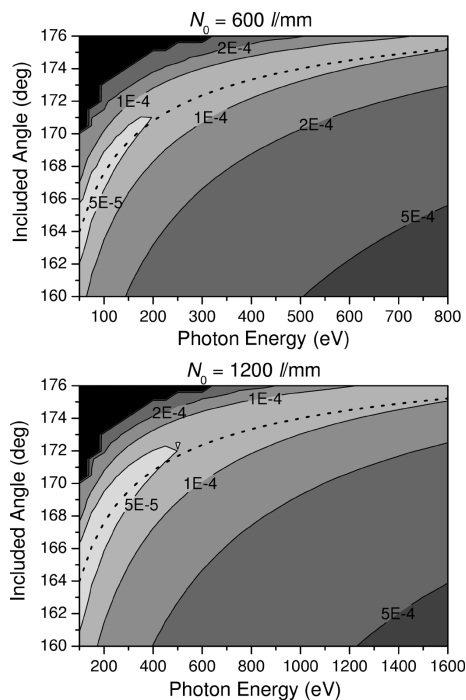 N₀ = 600 l/mm
176
174
172
170
168
166
164
162
160
Included Angle (deg)
2E-4
1E-4
1E-4
2E-4
5E-5
5E-4
100 200 300 400 500 600 700 800
Photon Energy (eV)
N₀ = 1200 l/mm
176
174
172
170
168
166
164
162
160
Included Angle (deg)
2E-4
1E-4
1E-4
5E-5
5E-4
200 400 600 800 1000 1200 1400 1600
Photon Energy (eV)